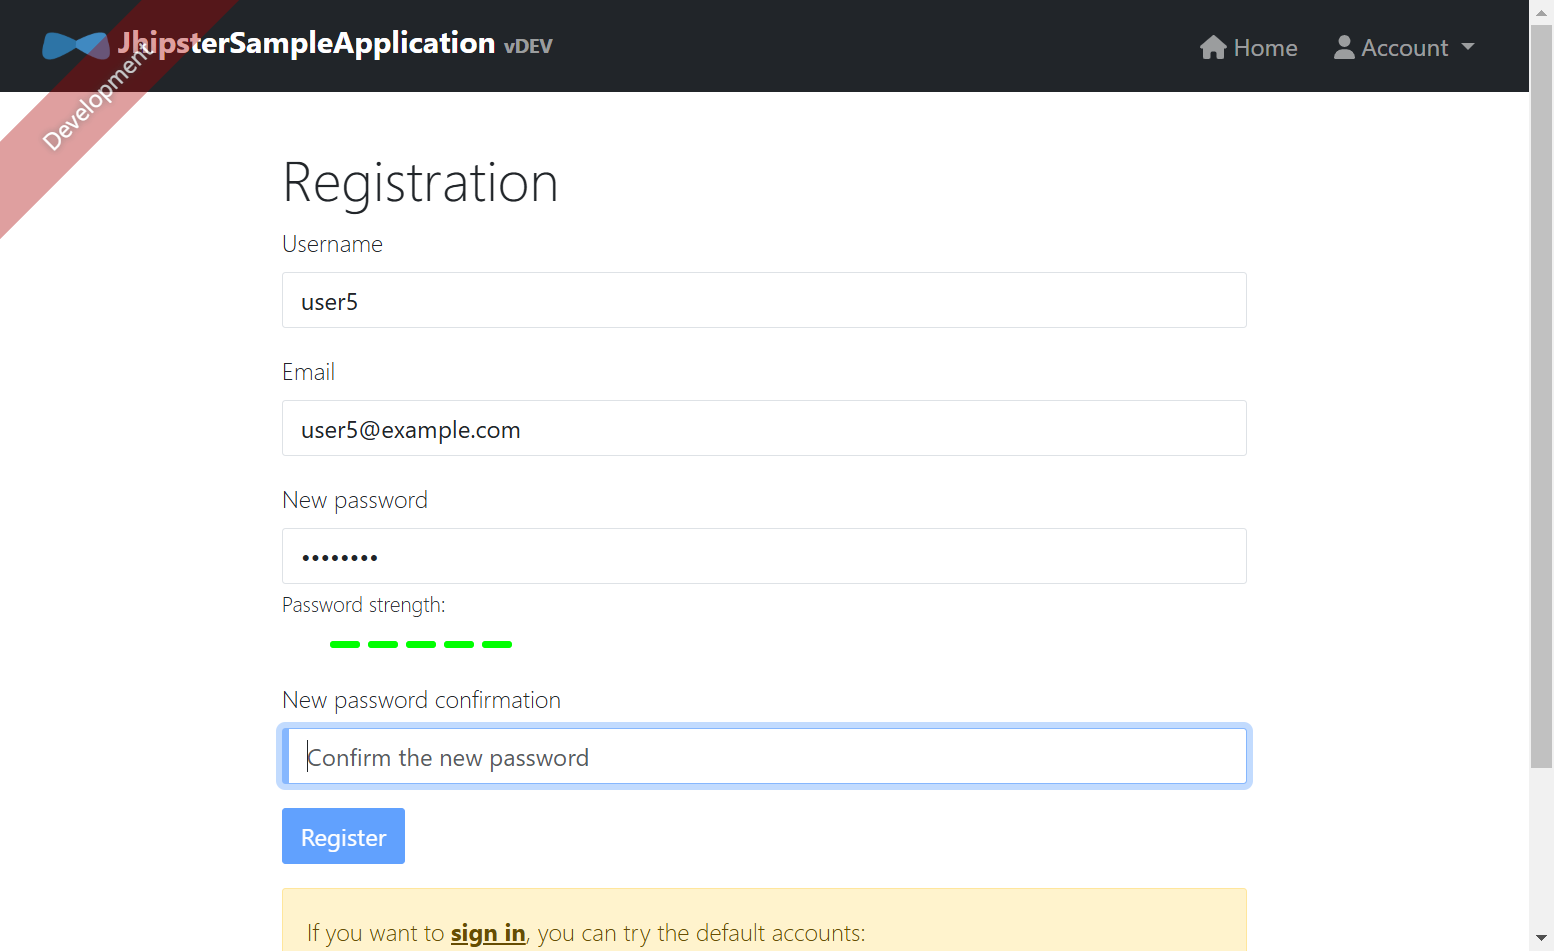 JhipsterSampleApplication vDEV
Home
Account
Development
Registration
Username
user5
Email
user5@example.com
New password
••••••••
Password strength:
New password confirmation
Confirm the new password
Register
If you want to sign in, you can try the default accounts: